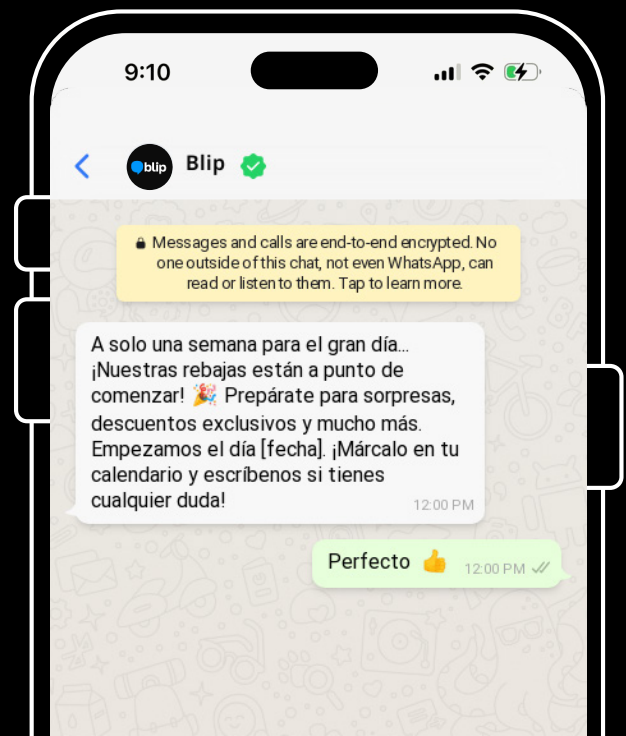 9:10
blip
Blip
🔒 Messages and calls are end-to-end encrypted. No
one outside of this chat, not even WhatsApp, can
read or listen to them. Tap to learn more.
A solo una semana para el gran día...
¡Nuestras rebajas están a punto de
comenzar! 🎉 Prepárate para sorpresas,
descuentos exclusivos y mucho más.
Empezamos el día [fecha]. ¡Márcalo en tu
calendario y escríbenos si tienes
cualquier duda!
12:00 PM
Perfecto 👍 12:00 PM